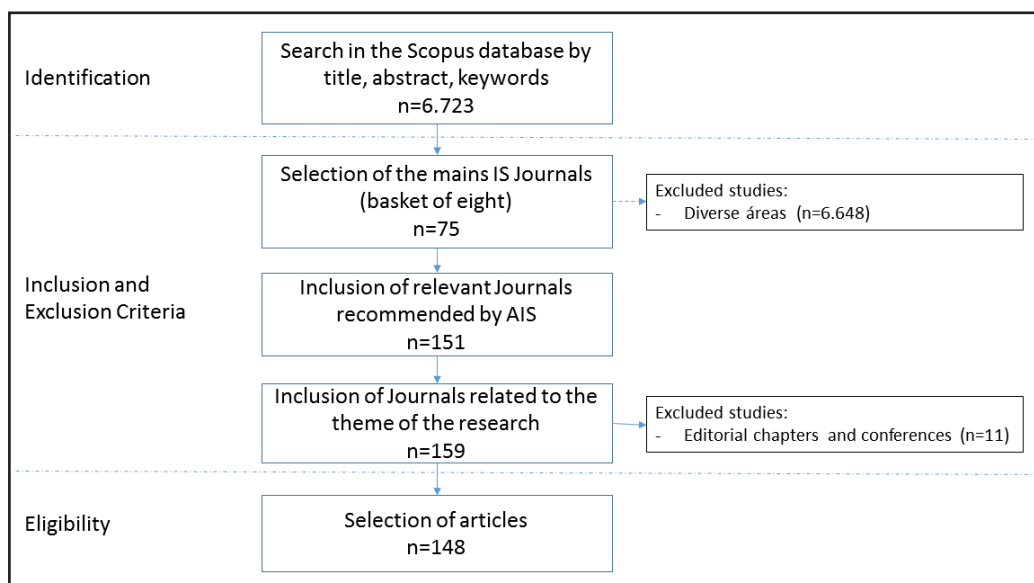 Identification
Search in the Scopus database by
title, abstract, keywords
n=6.723
Selection of the mains IS Journals
(basket of eight)
n=75
Excluded studies:
- Diverse áreas (n=6.648)
Inclusion and
Exclusion Criteria
Inclusion of relevant Journals
recommended by AIS
n=151
Inclusion of Journals related to the
theme of the research
n=159
Excluded studies:
- Editorial chapters and conferences (n=11)
Eligibility
Selection of articles
n=148